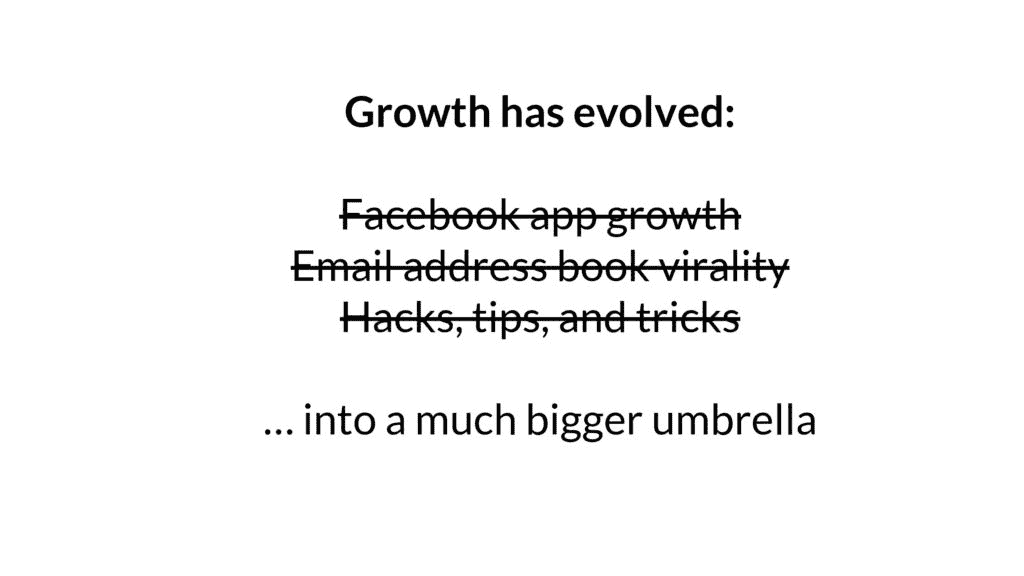 Growth has evolved:
Facebook app growth
Email address book virality
Hacks, tips, and tricks
... into a much bigger umbrella